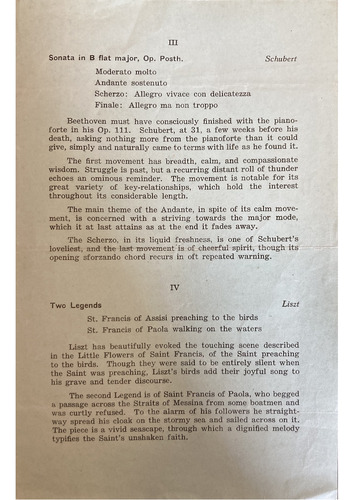 III
Sonata in B flat major, Op. Posth. Schubert
Moderato molto
Andante sostenuto
Scherzo: Allegro vivace con delicatezza
Finale: Allegro ma non troppo
Beethoven must have consciously finished with the piano-
forte in his Op. 111. Schubert, at 31, a few weeks before his
death, asking nothing more from the pianoforte than it could
give, simply and naturally came to terms with life as he found it.
The first movement has breadth, calm, and compassionate
wisdom. Struggle is past, but a recurring distant roll of thunder
echoes an ominous reminder. The movement is notable for its
great variety of key-relationships, which hold the interest
throughout its considerable length.
The main theme of the Andante, in spite of its calm move-
ment, is concerned with a striving towards the major mode,
which it at last attains as at the end it fades away.
The Scherzo, in its liquid freshness, is one of Schubert's
loveliest, and the last movement is of cheerful spirit, though its
opening sforzando chord recurs in oft repeated warning.
IV
Two Legends Liszt
St. Francis of Assisi preaching to the birds
St. Francis of Paola walking on the waters
Liszt has beautifully evoked the touching scene described
in the Little Flowers of Saint Francis, of the Saint preaching
to the birds. Though they were said to be entirely silent when
the Saint was preaching, Liszt's birds add their joyful song to
his grave and tender discourse.
The second Legend is of Saint Francis of Paola, who begged
a passage across the Straits of Messina from some boatmen and
was curtly refused. To the alarm of his followers he straight-
way spread his cloak on the stormy sea and sailed across on it.
The piece is a vivid seascape, through which a dignified melody
typifies the Saint's unshaken faith.